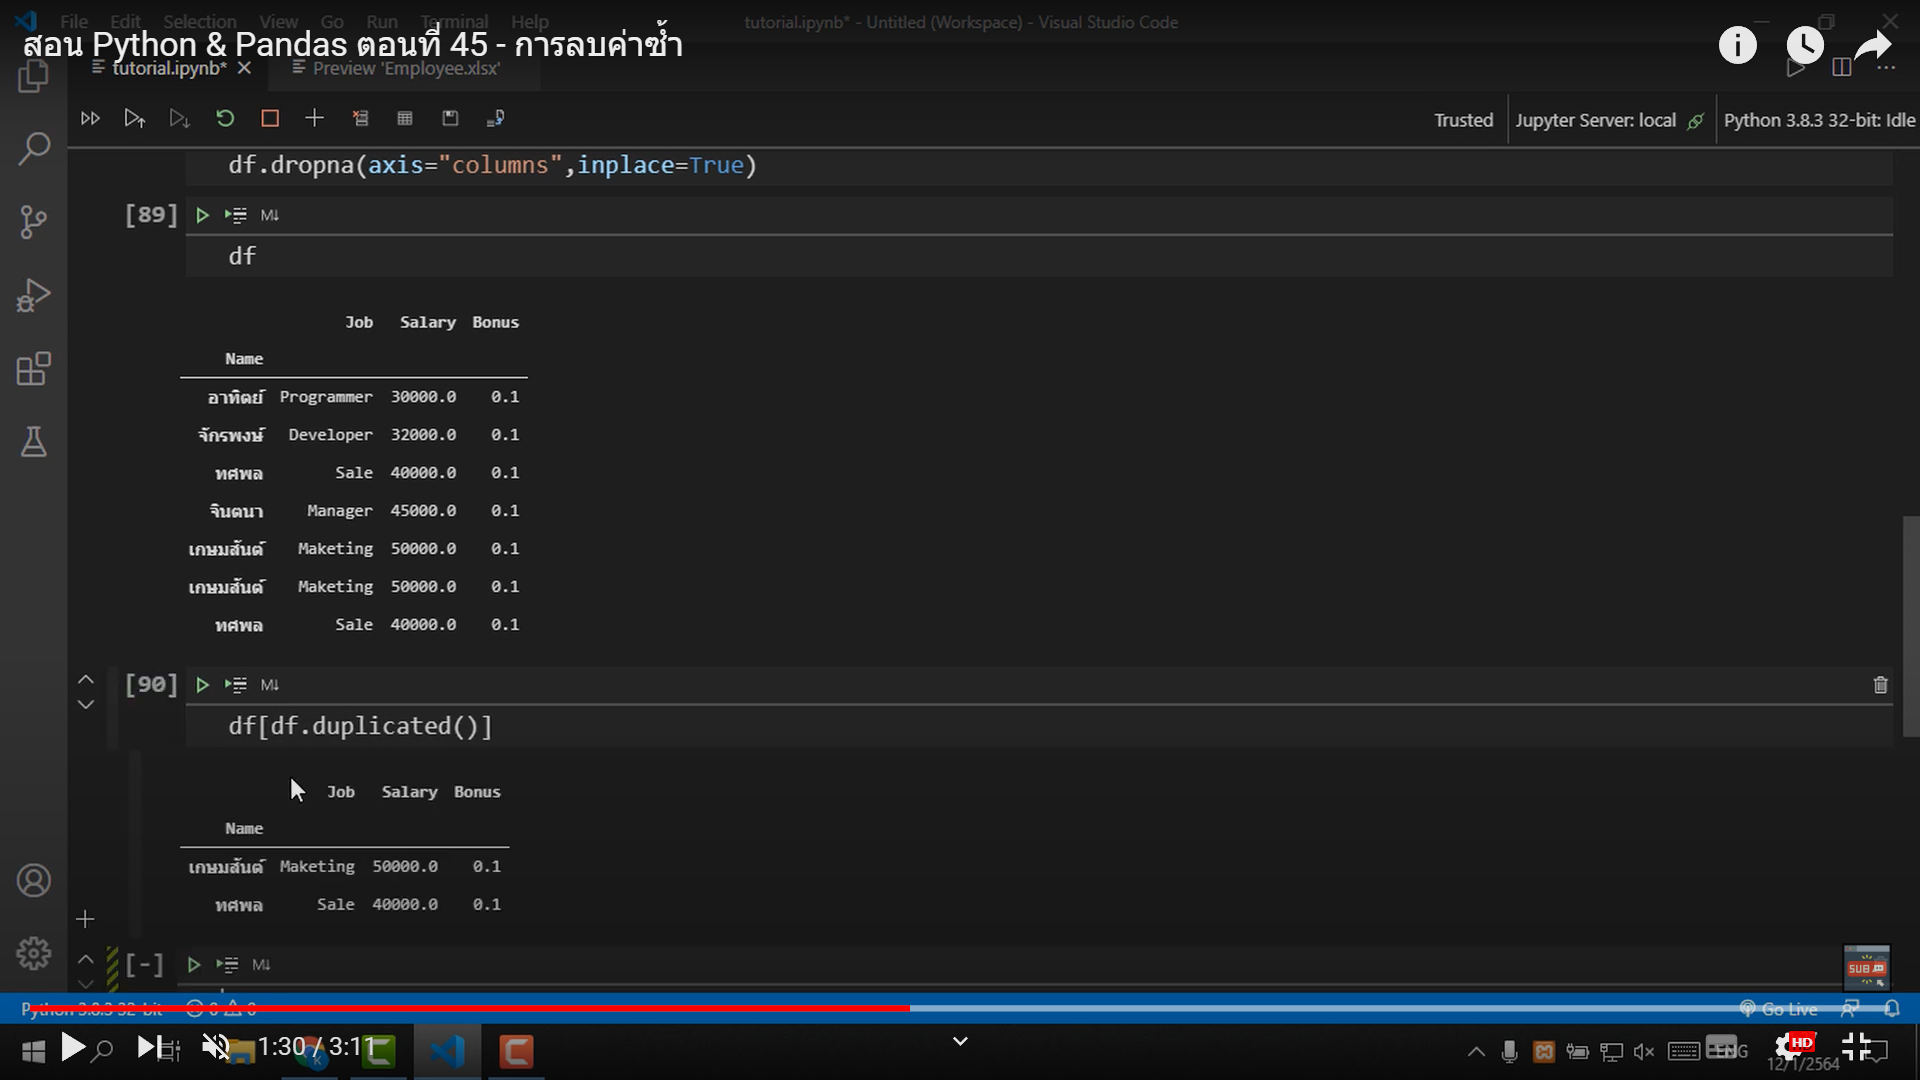 File Edit Selection View Go Run Terminal Help tutorial.ipynb* - Untitled (Workspace) - Visual Studio Code
สอน Python & Pandas ตอนที่ 45 - การลบค่าซ้ำ
tutorial.ipynb* Preview 'Employee.xlsx'
Trusted Jupyter Server: local Python 3.8.3 32-bit: Idle
df.dropna(axis="columns",inplace=True)
[89] M↓
df
Job Salary Bonus
Name
อาทิตย์ Programmer 30000.0 0.1
จักรพงษ์ Developer 32000.0 0.1
ทศพล Sale 40000.0 0.1
จินตนา Manager 45000.0 0.1
เกษมสันต์ Maketing 50000.0 0.1
เกษมสันต์ Maketing 50000.0 0.1
ทศพล Sale 40000.0 0.1
[90] M↓
df[df.duplicated()]
Job Salary Bonus
Name
เกษมสันต์ Maketing 50000.0 0.1
ทศพล Sale 40000.0 0.1
[-] M↓
SUB
Python 3.8.3 32-bit 0 0 Go Live
1:30 / 3:11 ENG HD
12/1/2564